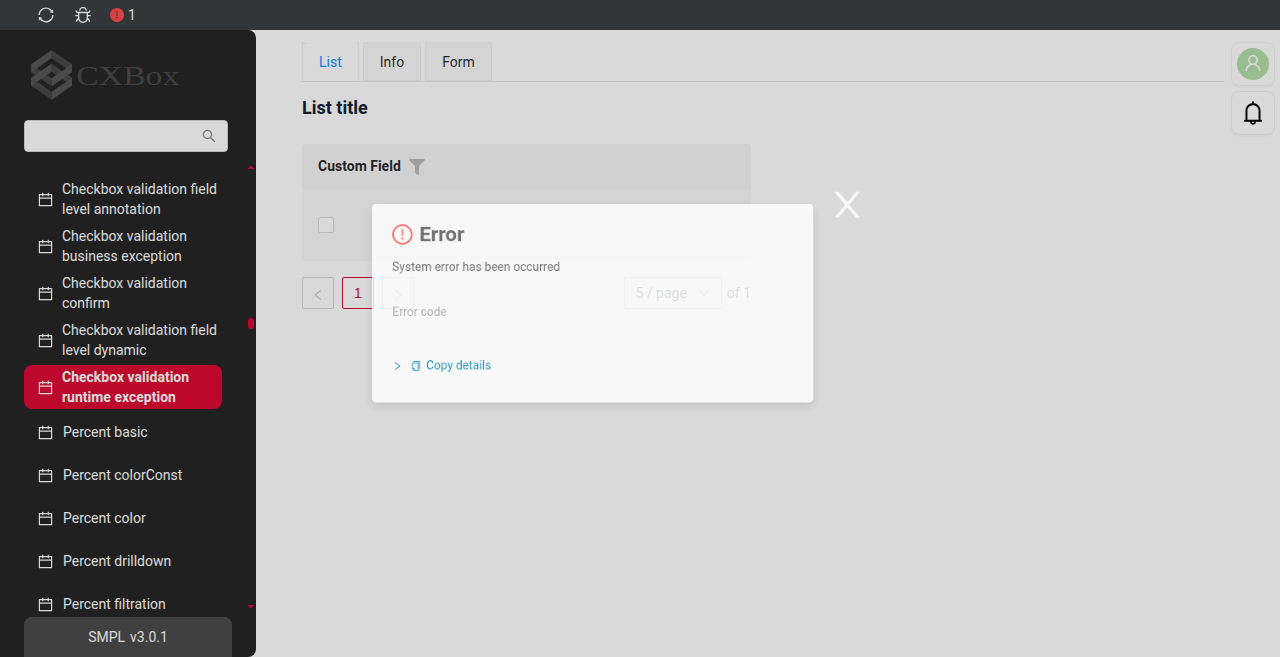 1
CXBox
Checkbox validation field
level annotation
Checkbox validation
business exception
Checkbox validation
confirm
Checkbox validation field
level dynamic
Checkbox validation
runtime exception
Percent basic
Percent colorConst
Percent color
Percent drilldown
Percent filtration
SMPL v3.0.1
List
Info
Form
List title
Custom Field
Error
System error has been occurred
Error code
Copy details
1
5 / page
of 1